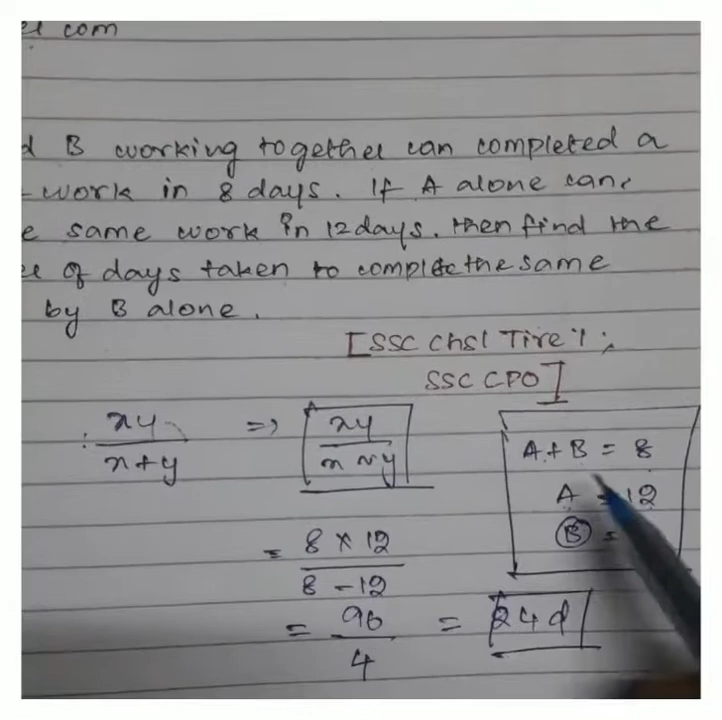 com
B working together can completed a
work in 8 days. If A alone can
same work in 12 days. then find the
of days taken to complete the same
by B alone.
[SSC Chsl Tire 1 ;
SSC CPO]
xy/x+y => xy/x~y
A+B = 8
A = 12
B =
= 8 × 12/8 - 12
= 96/4 = 24d